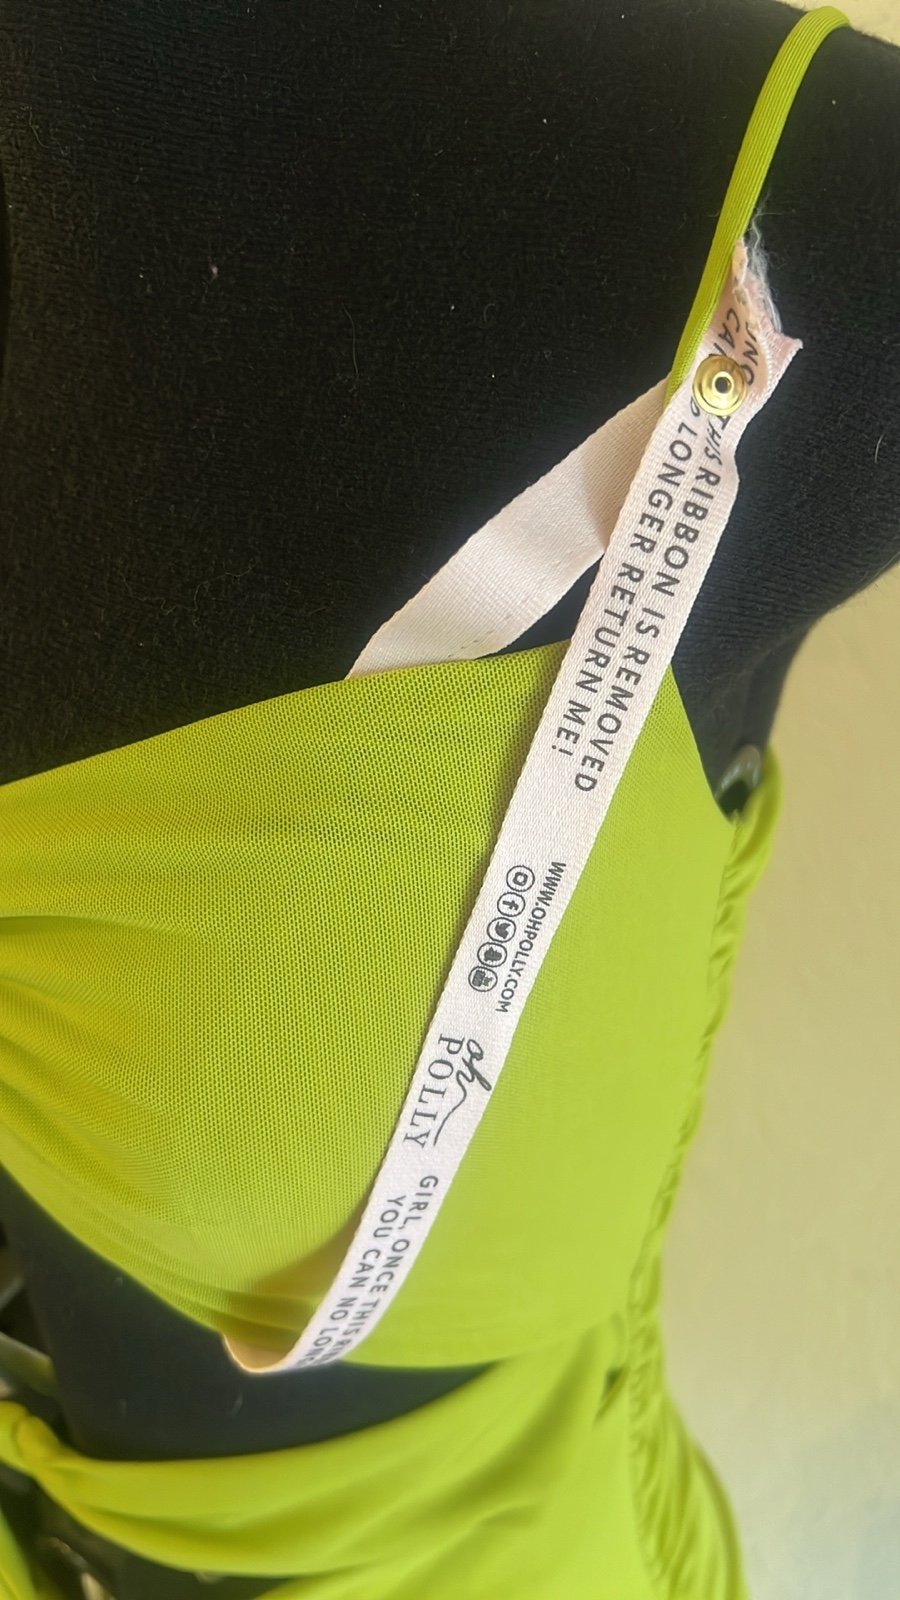 THIS RIBBON IS REMOVED
LONGER RETURN ME!
WWW.OHPOLLY.COM
oh
POLLY
GIRL, ONCE THIS
YOU CAN NO